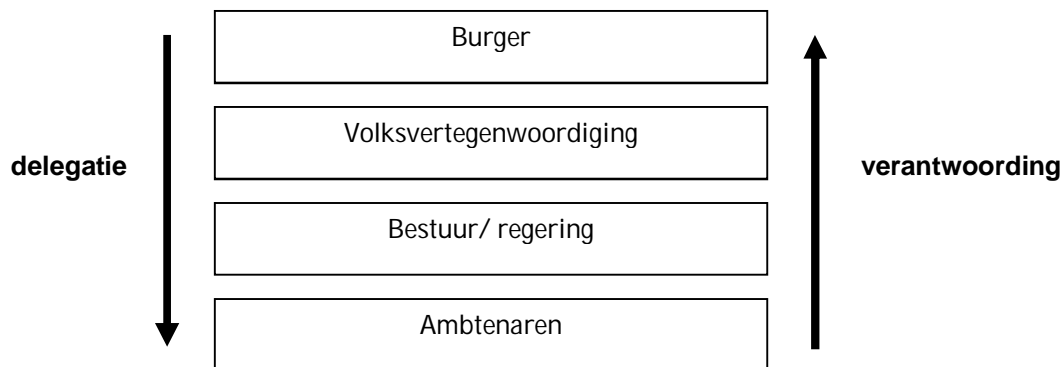 Burger
Volksvertegenwoordiging
delegatie
verantwoording
Bestuur/ regering
Ambtenaren